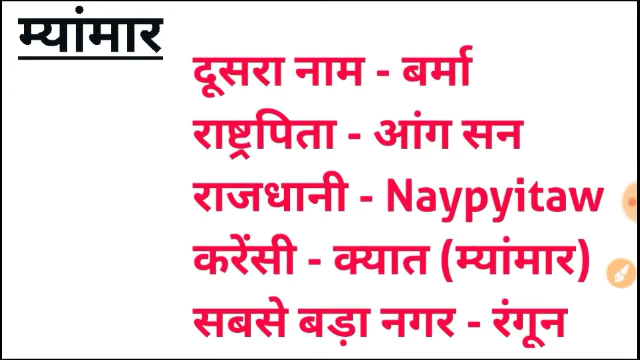 म्यांमार
दूसरा नाम - बर्मा
राष्ट्रपिता - आंग सन
राजधानी - Naypyitaw
करेंसी - क्यात (म्यांमार)
सबसे बड़ा नगर - रंगून